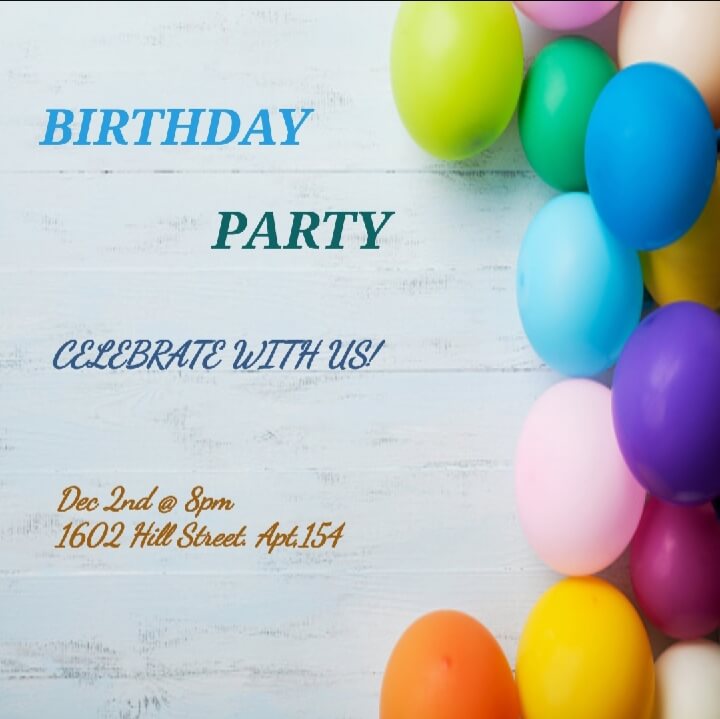 BIRTHDAY
PARTY
CELEBRATE WITH US!
Dec 2nd @ 8pm
1602 Hill Street. Apt.154